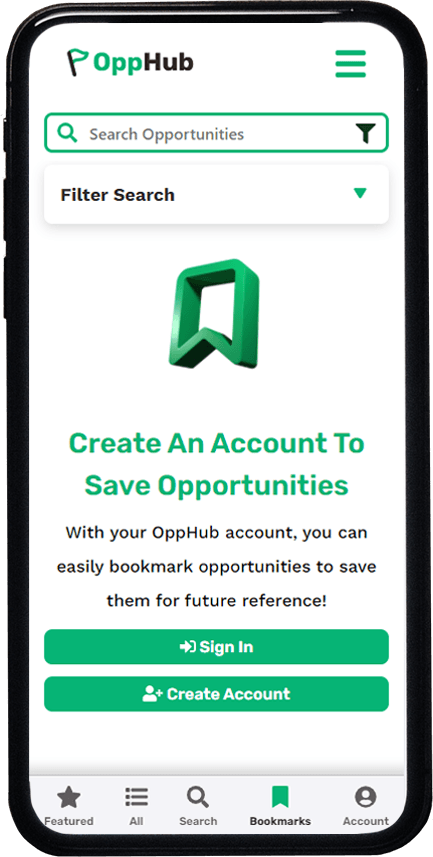 OppHub
Search Opportunities
Filter Search
Create An Account To
Save Opportunities
With your OppHub account, you can
easily bookmark opportunities to save
them for future reference!
Sign In
Create Account
Featured All Search Bookmarks Account